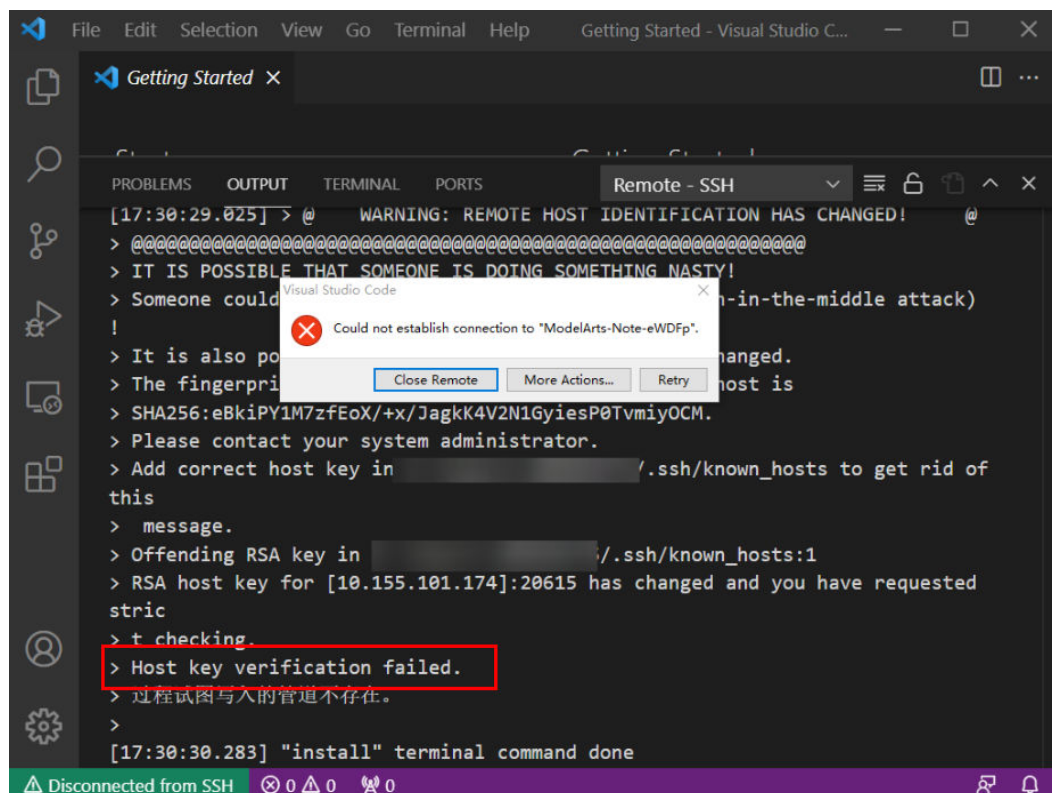 File Edit Selection View Go Terminal Help Getting Started - Visual Studio C...
Getting Started
PROBLEMS OUTPUT TERMINAL PORTS Remote - SSH
[17:30:29.025] > @ WARNING: REMOTE HOST IDENTIFICATION HAS CHANGED! @
> @@@@@@@@@@@@@@@@@@@@@@@@@@@@@@@@@@@@@@@@@@@@@@@@@@@@@@@@@@@
> IT IS POSSIBLE THAT SOMEONE IS DOING SOMETHING NASTY!
> Someone could n-in-the-middle attack)
!
> It is also po hanged.
> The fingerpri host is
> SHA256:eBkiPY1M7zfEoX/+x/JagkK4V2N1GyiesP0TvmiyOCM.
> Please contact your system administrator.
> Add correct host key in /.ssh/known_hosts to get rid of
this
> message.
> Offending RSA key in /.ssh/known_hosts:1
> RSA host key for [10.155.101.174]:20615 has changed and you have requested
stric
> t checking.
> Host key verification failed.
> 过程试图写入的管道不存在。
>
[17:30:30.283] "install" terminal command done
Visual Studio Code
Could not establish connection to "ModelArts-Note-eWDFp".
Close Remote More Actions... Retry
Disconnected from SSH 0 0 0